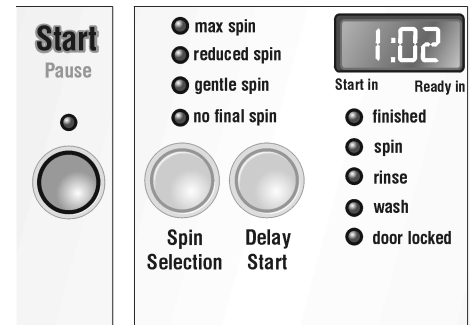 Start
Pause
max spin
reduced spin
gentle spin
no final spin
Spin
Selection
Delay
Start
1:02
Start in
Ready in
finished
spin
rinse
wash
door locked